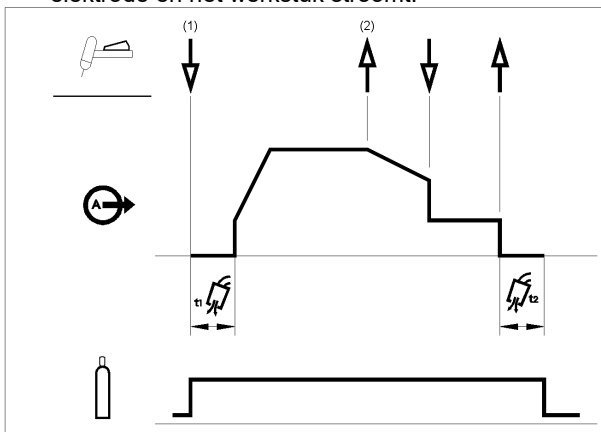 elektrode en het werkstuk stroomt.
(1) (2)
A
t1 t2